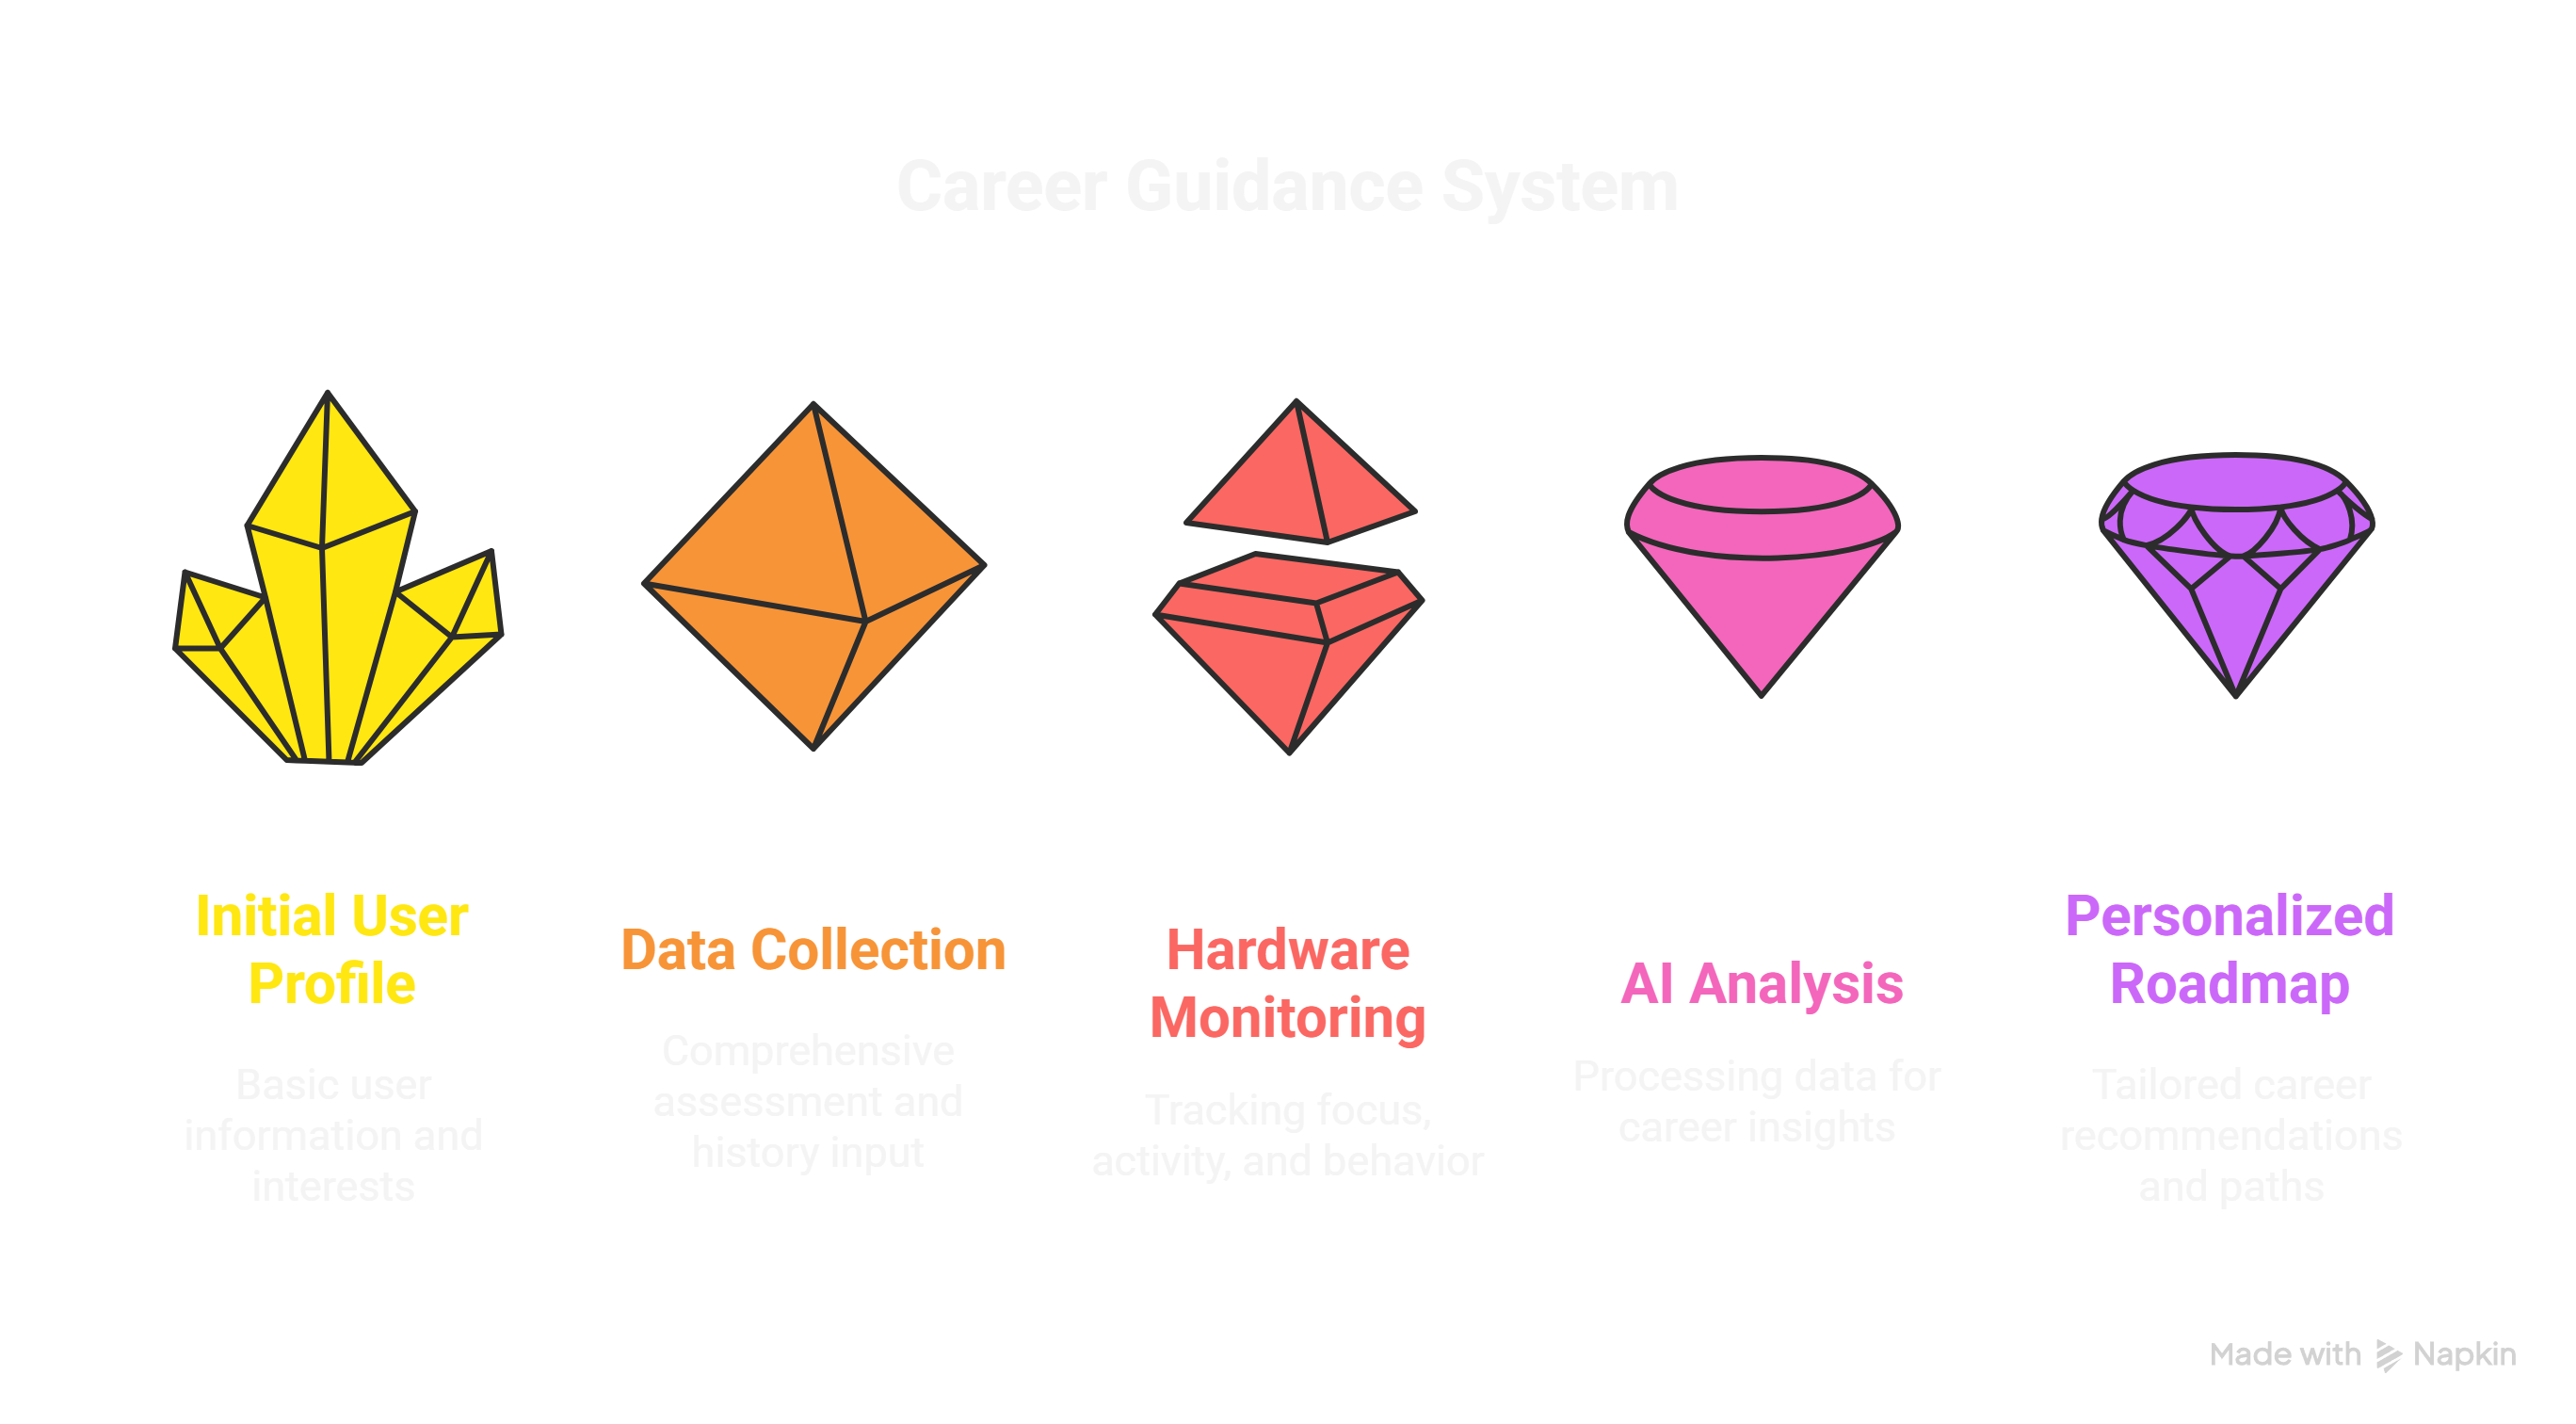 Career Guidance System
Initial User
Profile
Basic user
information and
interests
Data Collection
Comprehensive
assessment and
history input
Hardware
Monitoring
Tracking focus,
activity, and behavior
AI Analysis
Processing data for
career insights
Personalized
Roadmap
Tailored career
recommendations
and paths
Made with Napkin